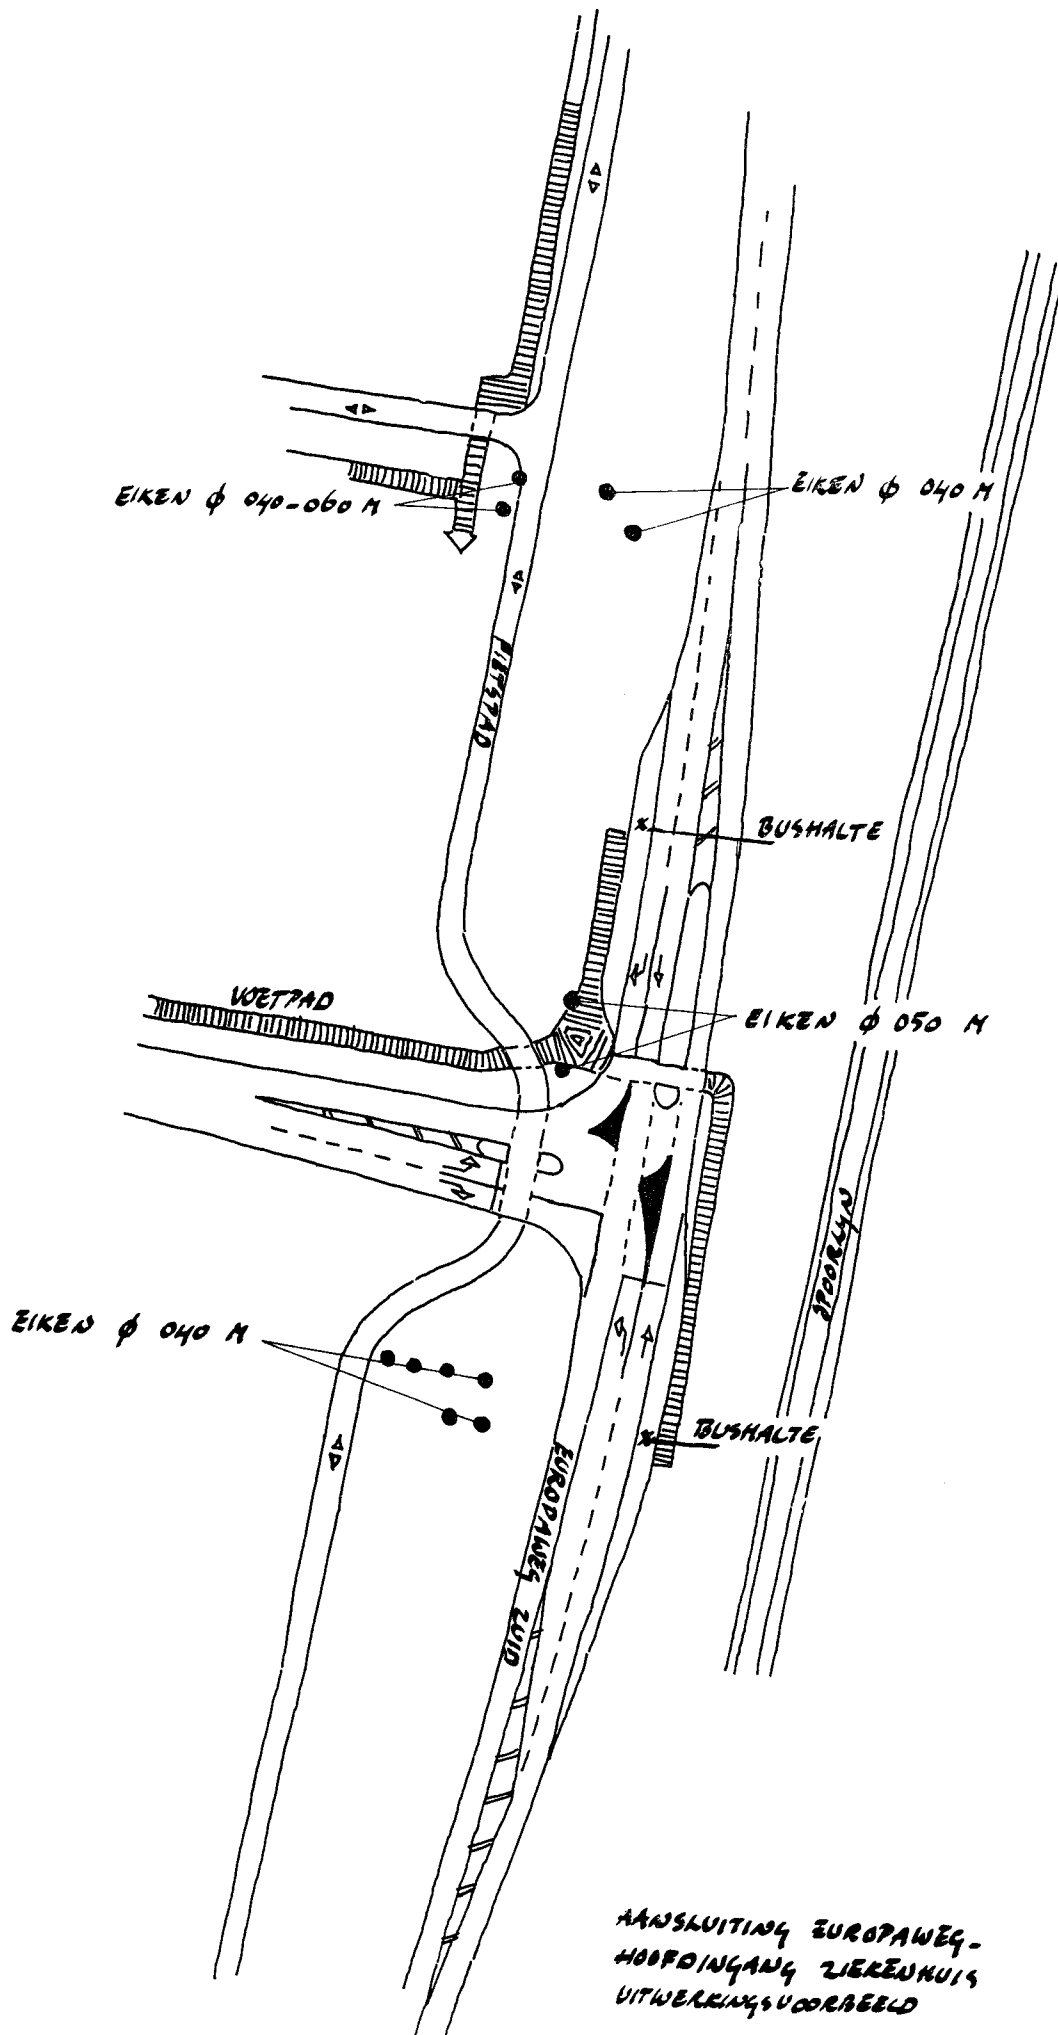 EIKEN φ 040-060 M
EIKEN φ 040 M
FIETSPAD
BUSHALTE
VOETPAD
EIKEN φ 050 M
SPOORLYN
EIKEN φ 040 M
BUSHALTE
EUROPAWEG ZUID
AANSLUITING EUROPAWEG-
HOOFDINGANG ZIEKENHUIS
UITWERKINGSVOORBEELD